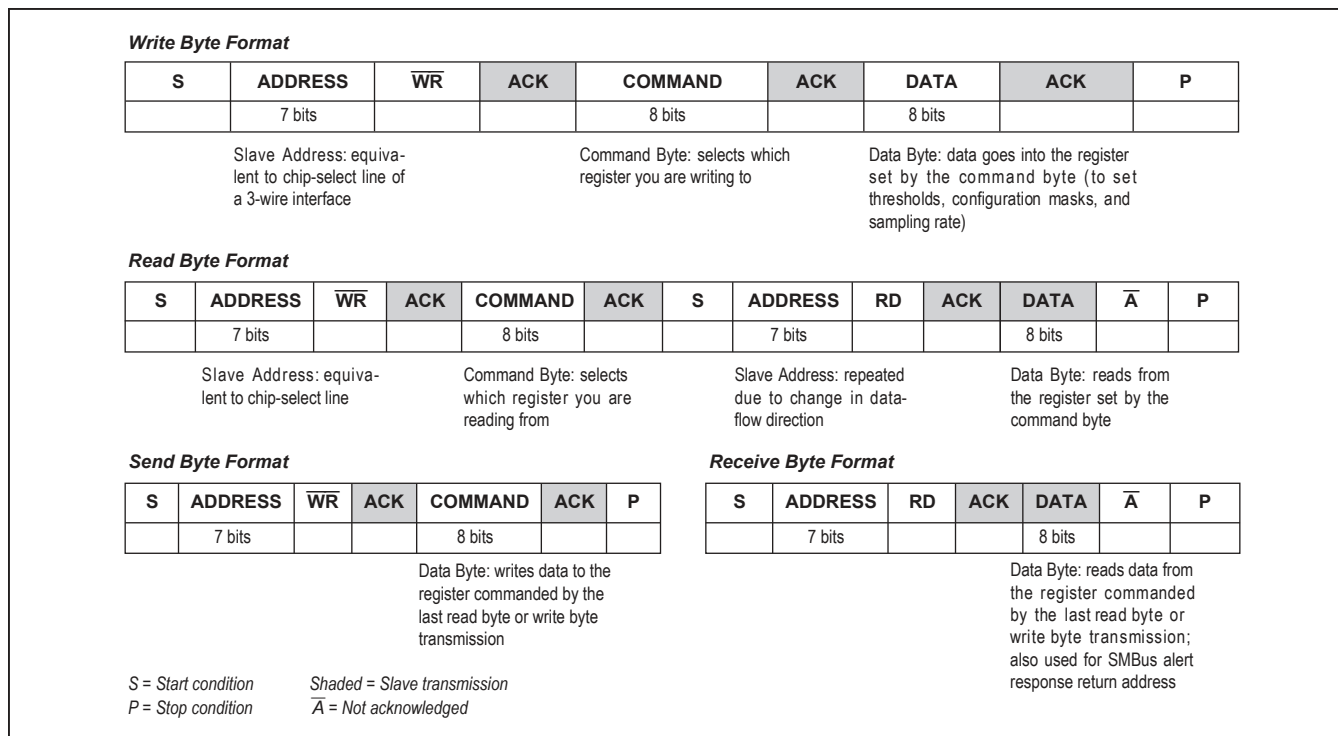 Write Byte Format
S ADDRESS W̅R̅ ACK COMMAND ACK DATA ACK P
7 bits 8 bits 8 bits
Slave Address: equiva-
lent to chip-select line of
a 3-wire interface
Command Byte: selects which
register you are writing to
Data Byte: data goes into the register
set by the command byte (to set
thresholds, configuration masks, and
sampling rate)
Read Byte Format
S ADDRESS W̅R̅ ACK COMMAND ACK S ADDRESS RD ACK DATA A̅ P
7 bits 8 bits 7 bits 8 bits
Slave Address: equiva-
lent to chip-select line
Command Byte: selects
which register you are
reading from
Slave Address: repeated
due to change in data-
flow direction
Data Byte: reads from
the register set by the
command byte
Send Byte Format
S ADDRESS W̅R̅ ACK COMMAND ACK P
7 bits 8 bits
Data Byte: writes data to the
register commanded by the
last read byte or write byte
transmission
Receive Byte Format
S ADDRESS RD ACK DATA A̅ P
7 bits 8 bits
Data Byte: reads data from
the register commanded
by the last read byte or
write byte transmission;
also used for SMBus alert
response return address
S = Start condition Shaded = Slave transmission
P = Stop condition A̅ = Not acknowledged